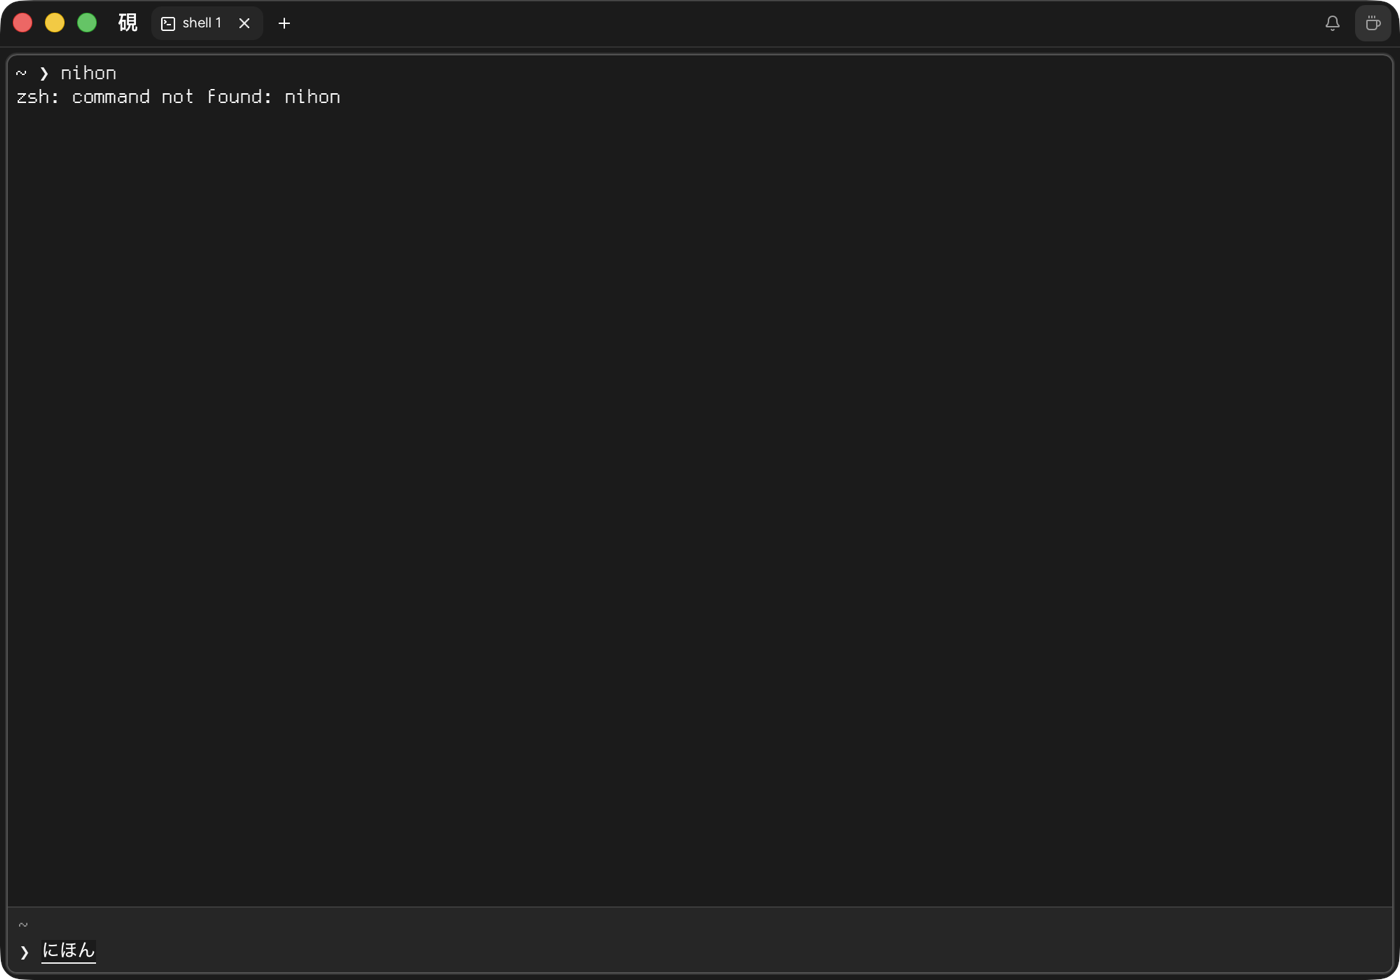 硯 shell 1
~ ❯ nihon
zsh: command not found: nihon
~
❯ にほん